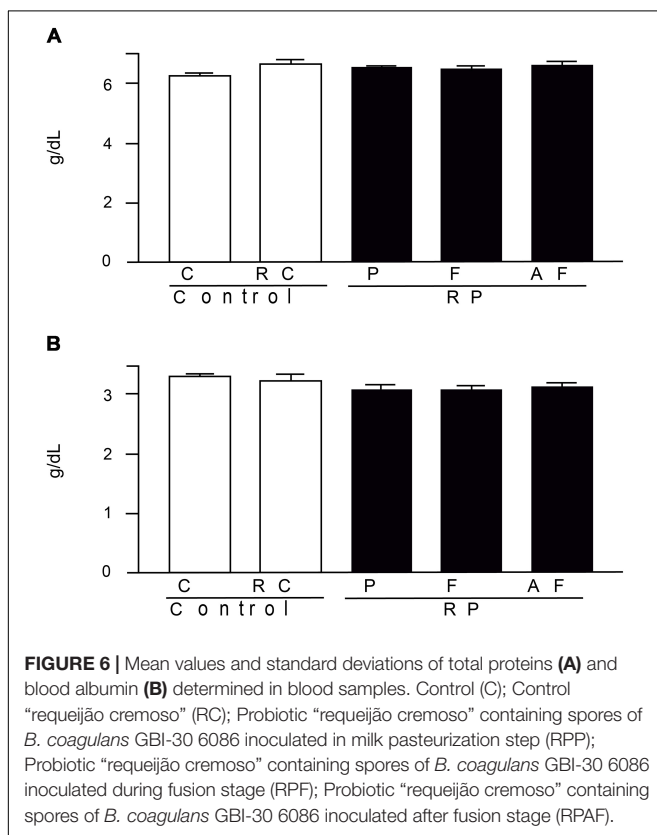 A
6
4
2
0
g/dL
C R C P F A F
Control RP
B
3
2
1
0
g/dL
C R C P F A F
Control RP
FIGURE 6 | Mean values and standard deviations of total proteins (A) and
blood albumin (B) determined in blood samples. Control (C); Control
“requeijão cremoso” (RC); Probiotic “requeijão cremoso” containing spores of
B. coagulans GBI-30 6086 inoculated in milk pasteurization step (RPP);
Probiotic “requeijão cremoso” containing spores of B. coagulans GBI-30 6086
inoculated during fusion stage (RPF); Probiotic “requeijão cremoso” containing
spores of B. coagulans GBI-30 6086 inoculated after fusion stage (RPAF).